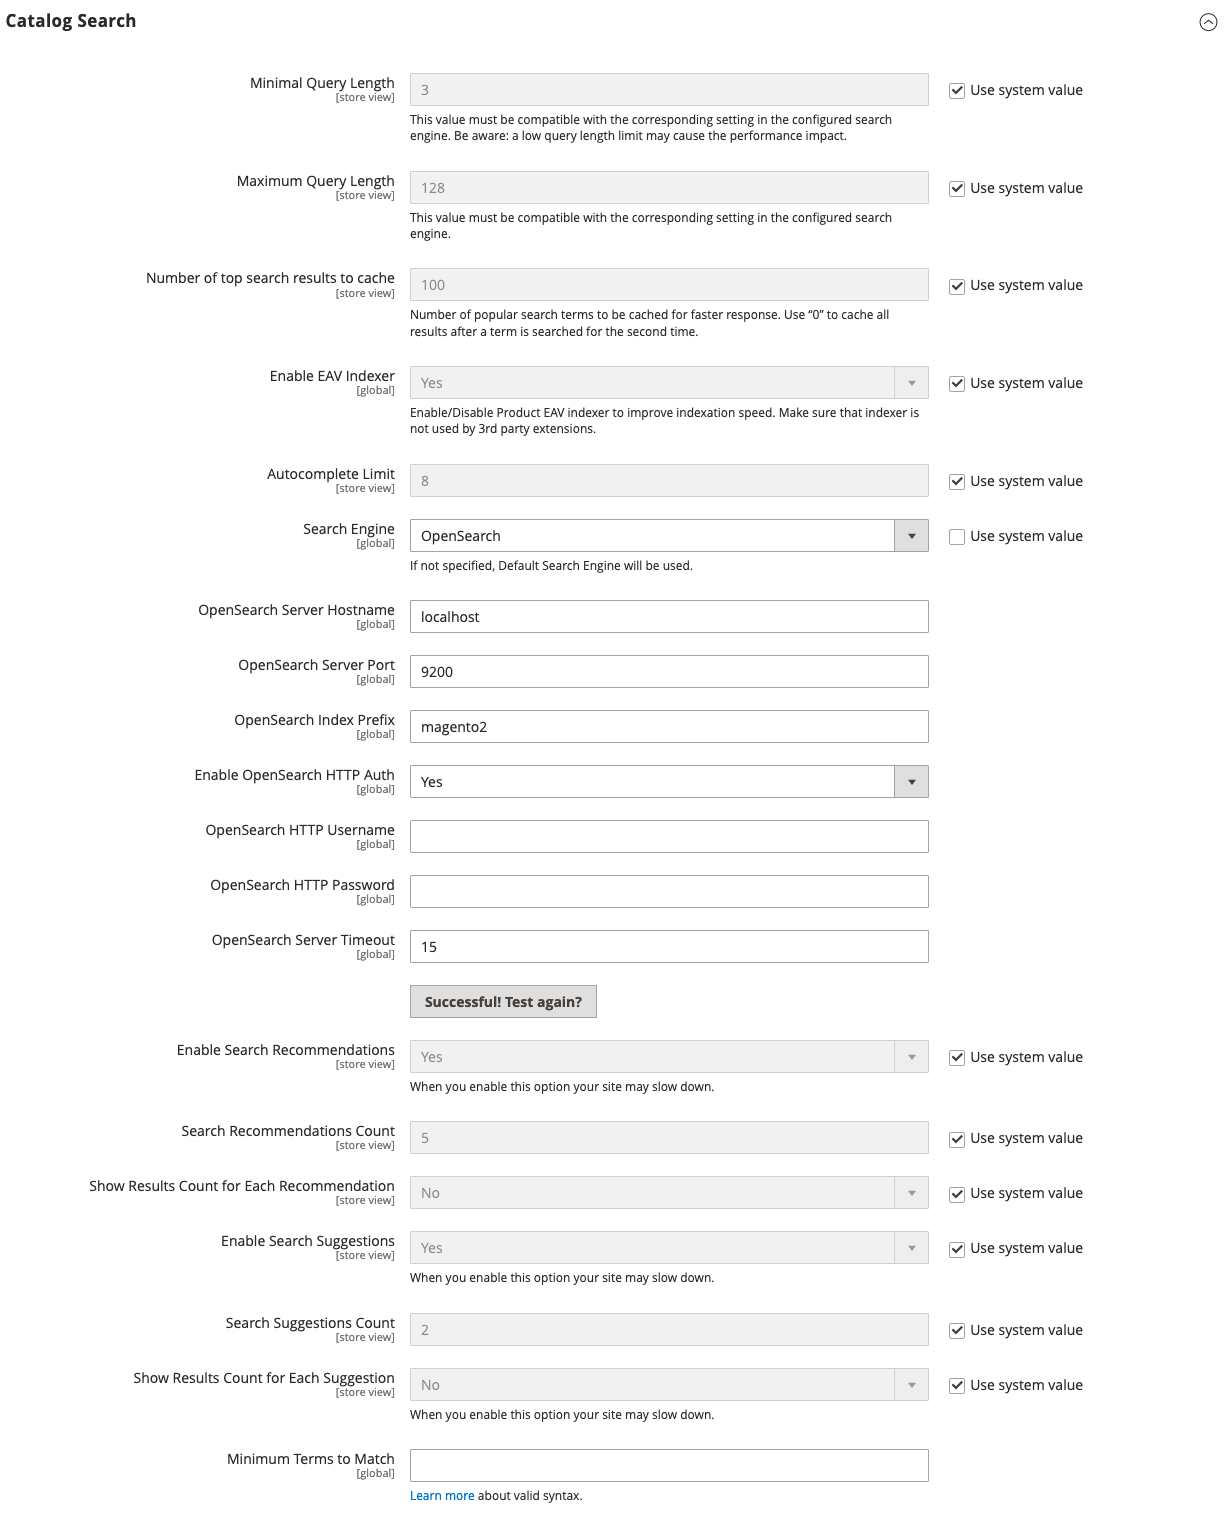 Catalog Search
Minimal Query Length
[store view]
3
Use system value
This value must be compatible with the corresponding setting in the configured search
engine. Be aware: a low query length limit may cause the performance impact.
Maximum Query Length
[store view]
128
Use system value
This value must be compatible with the corresponding setting in the configured search
engine.
Number of top search results to cache
[store view]
100
Use system value
Number of popular search terms to be cached for faster response. Use “0” to cache all
results after a term is searched for the second time.
Enable EAV Indexer
[global]
Yes
Use system value
Enable/Disable Product EAV indexer to improve indexation speed. Make sure that indexer is
not used by 3rd party extensions.
Autocomplete Limit
[store view]
8
Use system value
Search Engine
[global]
OpenSearch
Use system value
If not specified, Default Search Engine will be used.
OpenSearch Server Hostname
[global]
localhost
OpenSearch Server Port
[global]
9200
OpenSearch Index Prefix
[global]
magento2
Enable OpenSearch HTTP Auth
[global]
Yes
OpenSearch HTTP Username
[global]
OpenSearch HTTP Password
[global]
OpenSearch Server Timeout
[global]
15
Successful! Test again?
Enable Search Recommendations
[store view]
Yes
Use system value
When you enable this option your site may slow down.
Search Recommendations Count
[store view]
5
Use system value
Show Results Count for Each Recommendation
[store view]
No
Use system value
Enable Search Suggestions
[store view]
Yes
Use system value
When you enable this option your site may slow down.
Search Suggestions Count
[store view]
2
Use system value
Show Results Count for Each Suggestion
[store view]
No
Use system value
When you enable this option your site may slow down.
Minimum Terms to Match
[global]
Learn more about valid syntax.